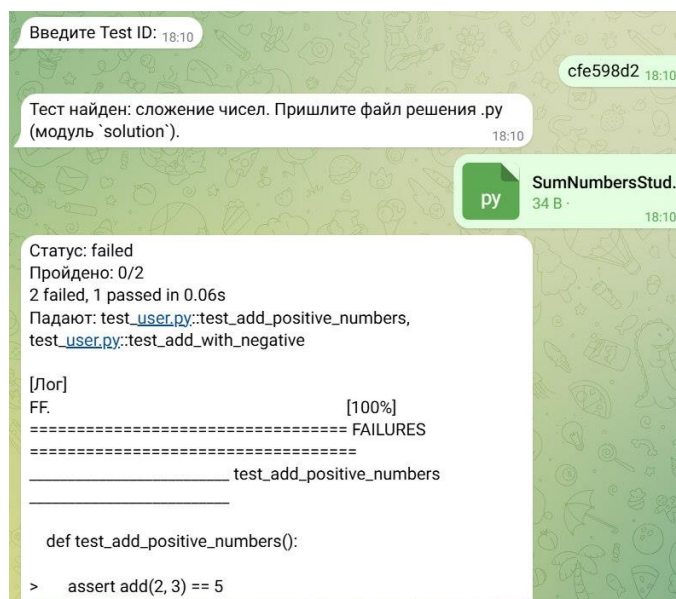 Введите Test ID: 18:10
cfe598d2 18:10
Тест найден: сложение чисел. Пришлите файл решения .py
(модуль `solution`). 18:10
py
SumNumbersStud.
34 B ·
18:10
Статус: failed
Пройдено: 0/2
2 failed, 1 passed in 0.06s
Падают: test_user.py::test_add_positive_numbers,
test_user.py::test_add_with_negative
[Лог]
FF. [100%]
================================== FAILURES
===================================
__________________________ test_add_positive_numbers
__________________________
def test_add_positive_numbers():
> assert add(2, 3) == 5